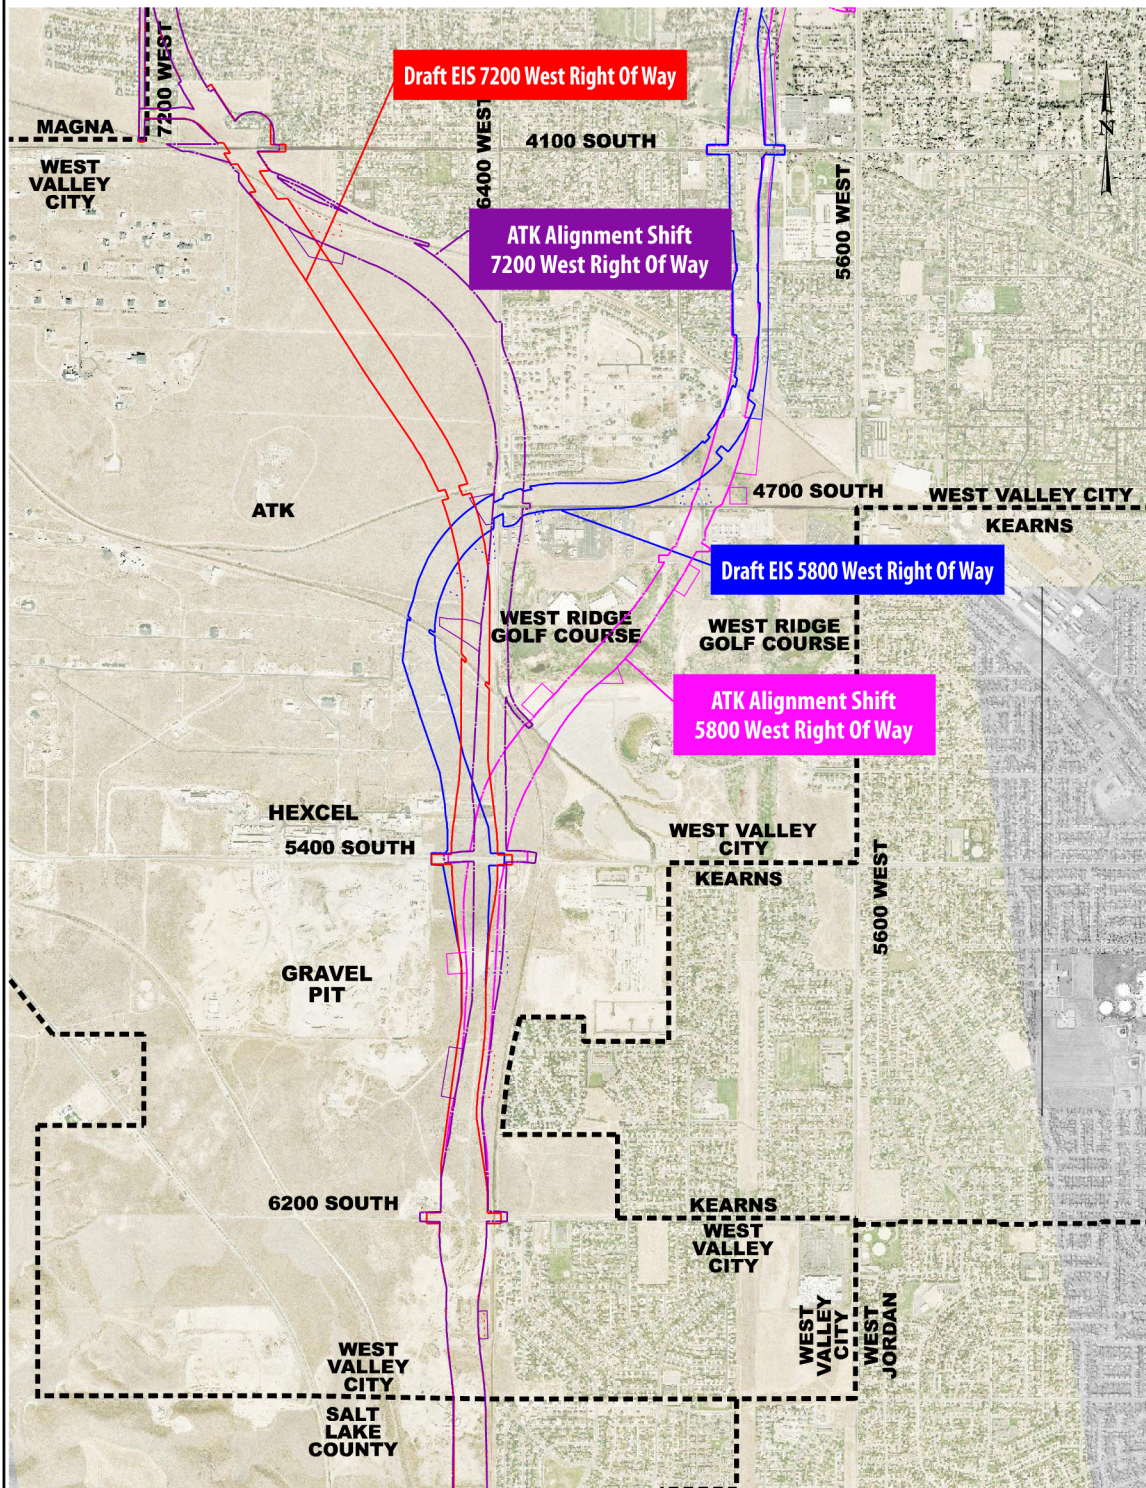 7200 WEST
Draft EIS 7200 West Right Of Way
6400 WEST
MAGNA
4100 SOUTH
N
WEST
VALLEY
CITY
5600 WEST
ATK Alignment Shift
7200 West Right Of Way
ATK
4700 SOUTH
WEST VALLEY CITY
KEARNS
Draft EIS 5800 West Right Of Way
WEST RIDGE
GOLF COURSE
WEST RIDGE
GOLF COURSE
ATK Alignment Shift
5800 West Right Of Way
HEXCEL
5400 SOUTH
WEST VALLEY
CITY
KEARNS
5600 WEST
GRAVEL
PIT
6200 SOUTH
KEARNS
WEST
VALLEY
CITY
WEST
VALLEY
CITY
WEST
JORDAN
WEST
VALLEY
CITY
SALT
LAKE
COUNTY